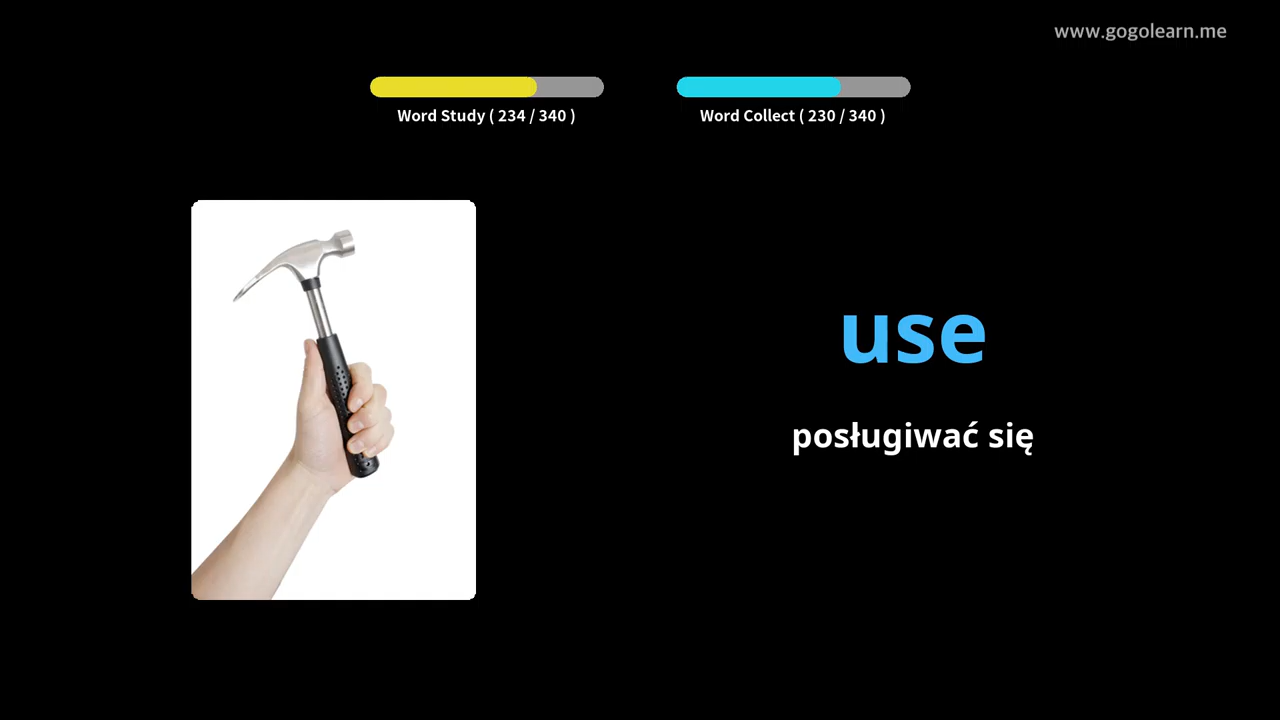 www.gogolearn.me
Word Study ( 234 / 340 )
Word Collect ( 230 / 340 )
use
posługiwać się